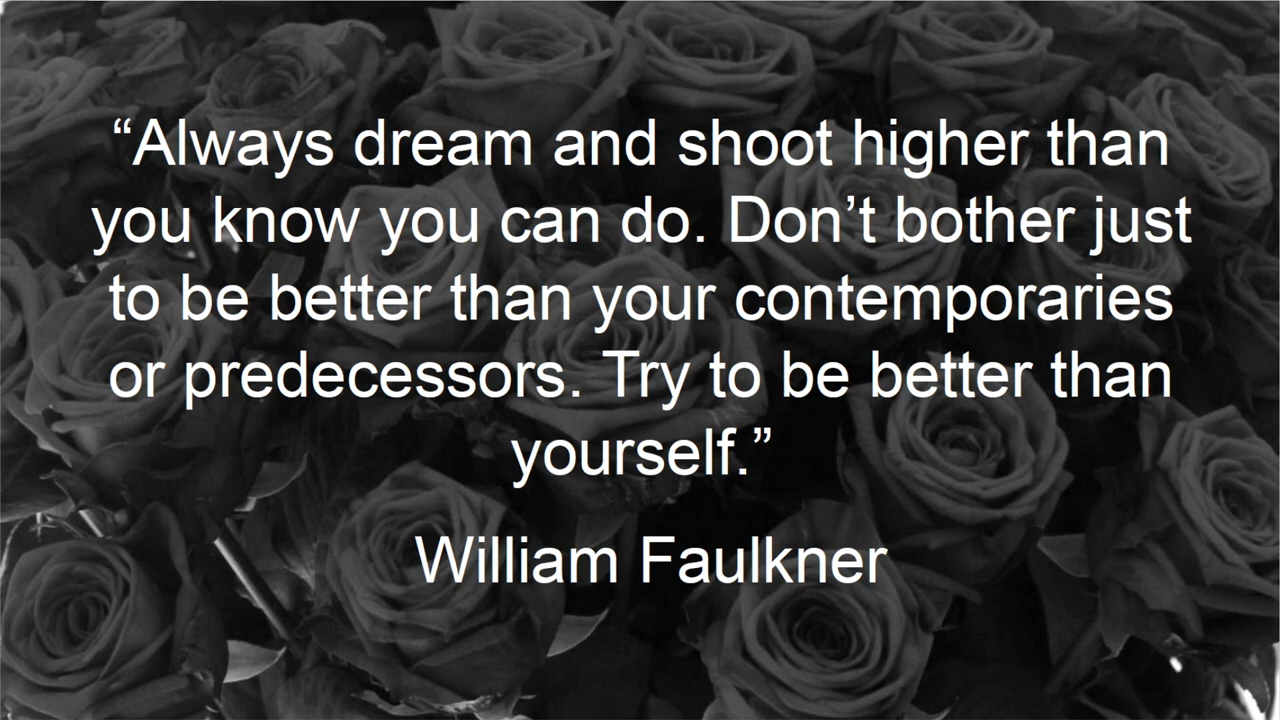 “Always dream and shoot higher than
you know you can do. Don’t bother just
to be better than your contemporaries
or predecessors. Try to be better than
yourself.”
William Faulkner